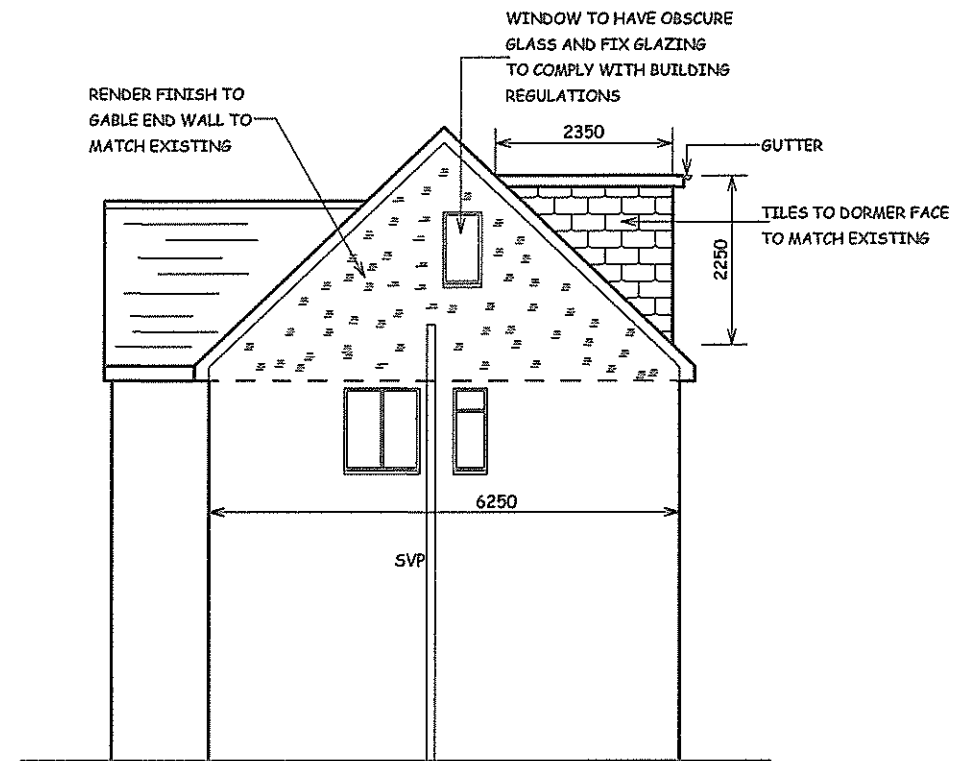 WINDOW TO HAVE OBSCURE
GLASS AND FIX GLAZING
TO COMPLY WITH BUILDING
REGULATIONS
RENDER FINISH TO
GABLE END WALL TO
MATCH EXISTING
2350
GUTTER
TILES TO DORMER FACE
TO MATCH EXISTING
2250
6250
SVP